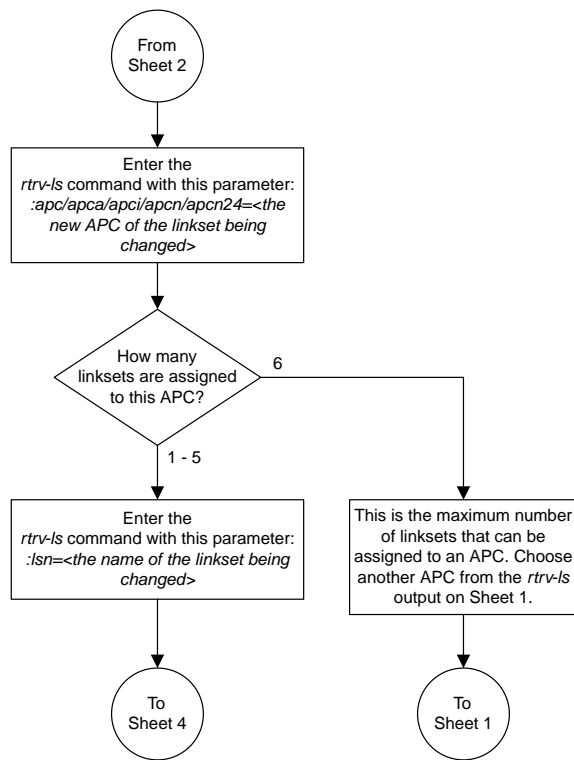 From
Sheet 2
Enter the
rtrv-ls command with this parameter:
:apc/apca/apci/apcn/apcn24=<the
new APC of the linkset being
changed>
How many
linksets are assigned
to this APC?
6
1 - 5
Enter the
rtrv-ls command with this parameter:
:lsn=<the name of the linkset being
changed>
This is the maximum number
of linksets that can be
assigned to an APC. Choose
another APC from the rtrv-ls
output on Sheet 1.
To
Sheet 4
To
Sheet 1